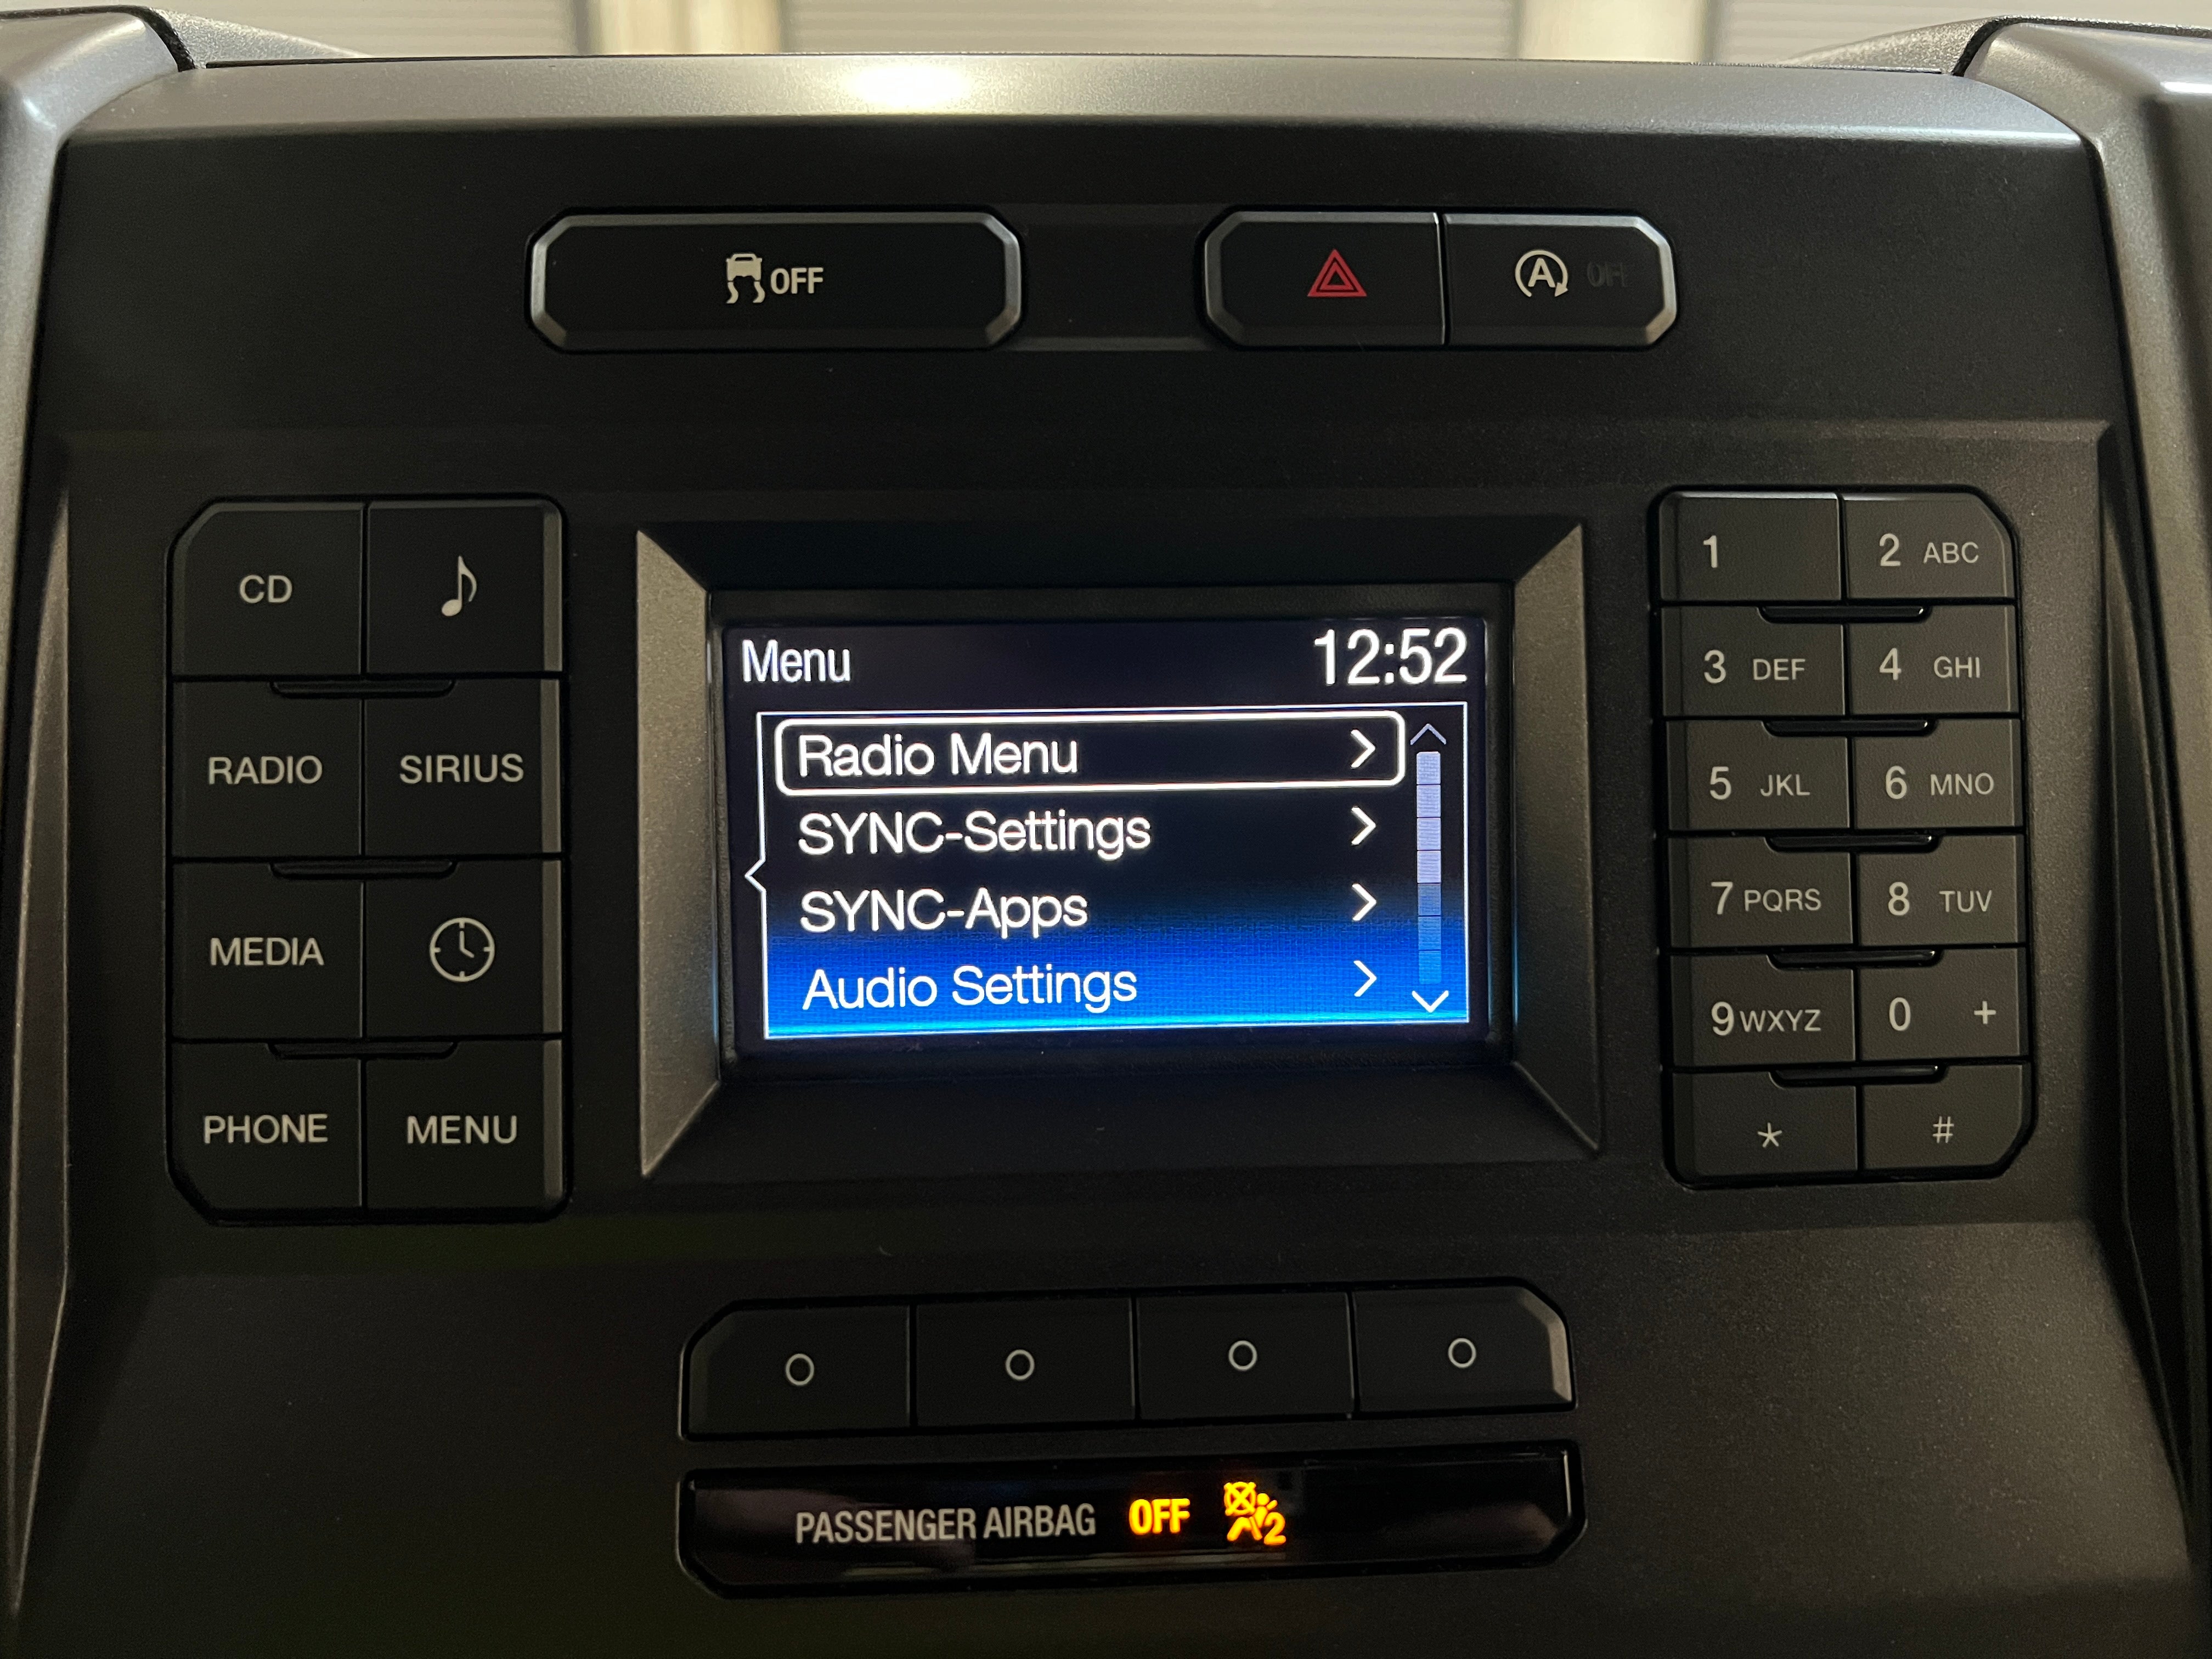 OFF
A OFF
CD
1
2 ABC
Menu 12:52
3 DEF
4 GHI
Radio Menu
RADIO
SIRIUS
5 JKL
6 MNO
SYNC-Settings
SYNC-Apps
7 PQRS
8 TUV
MEDIA
Audio Settings
9 WXYZ
0 +
PHONE
MENU
*
#
PASSENGER AIRBAG OFF 2